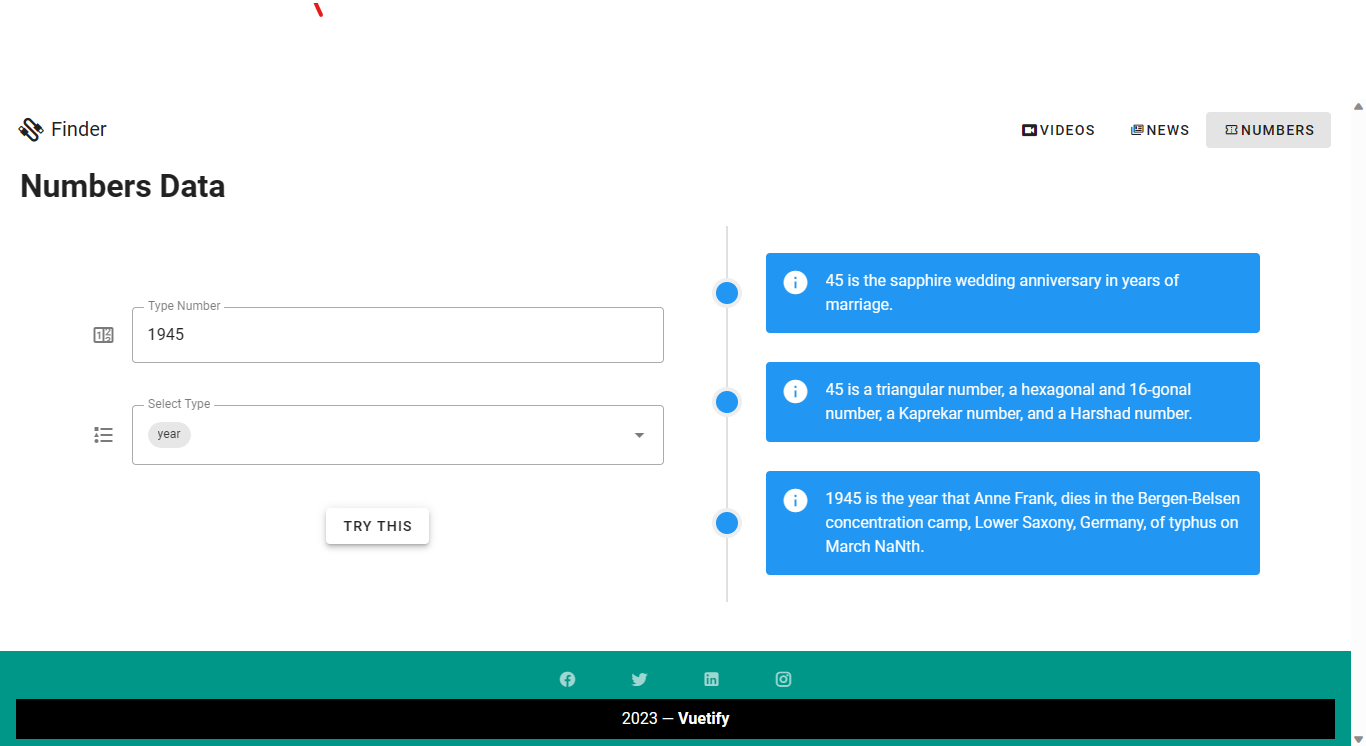 Finder
VIDEOS
NEWS
NUMBERS
Numbers Data
Type Number
1945
Select Type
year
TRY THIS
45 is the sapphire wedding anniversary in years of
marriage.
45 is a triangular number, a hexagonal and 16-gonal
number, a Kaprekar number, and a Harshad number.
1945 is the year that Anne Frank, dies in the Bergen-Belsen
concentration camp, Lower Saxony, Germany, of typhus on
March NaNth.
2023 — Vuetify